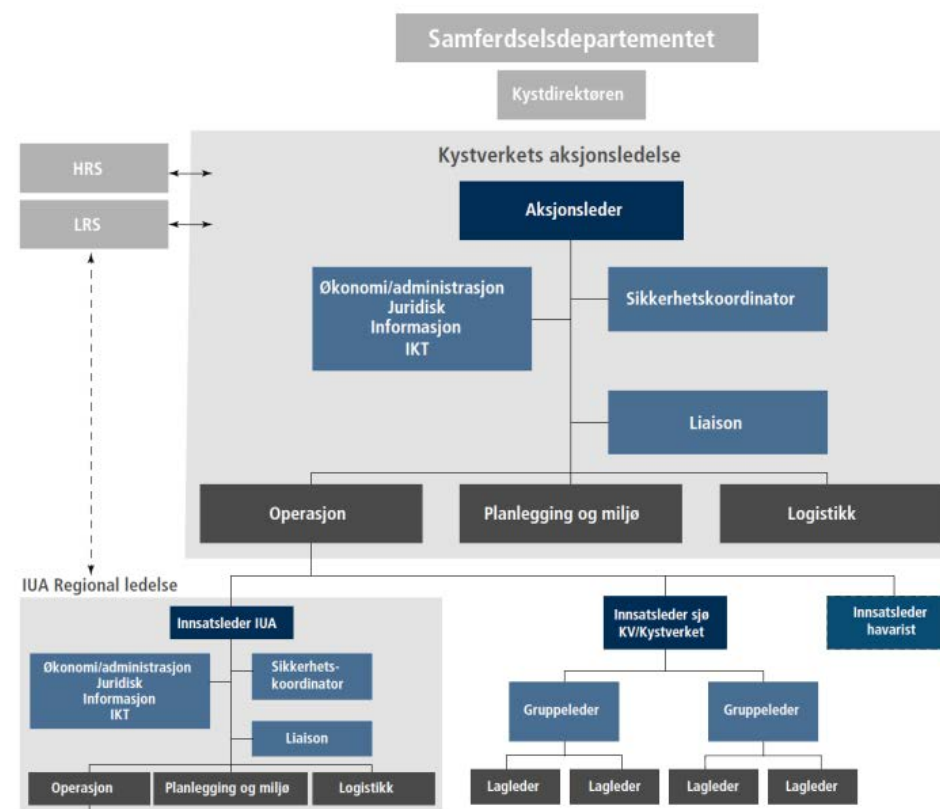 Samferdselsdepartementet
Kystdirektøren
Kystverkets aksjonsledelse
HRS
LRS
Aksjonsleder
Økonomi/administrasjon
Juridisk
Informasjon
IKT
Sikkerhetskoordinator
Liaison
Operasjon
Planlegging og miljø
Logistikk
IUA Regional ledelse
Innsatsleder IUA
Økonomi/administrasjon
Juridisk
Informasjon
IKT
Sikkerhets-
koordinator
Liaison
Operasjon
Planlegging og miljø
Logistikk
Innsatsleder sjø
KV/Kystverket
Innsatsleder
havarist
Gruppeleder
Gruppeleder
Lagleder
Lagleder
Lagleder
Lagleder